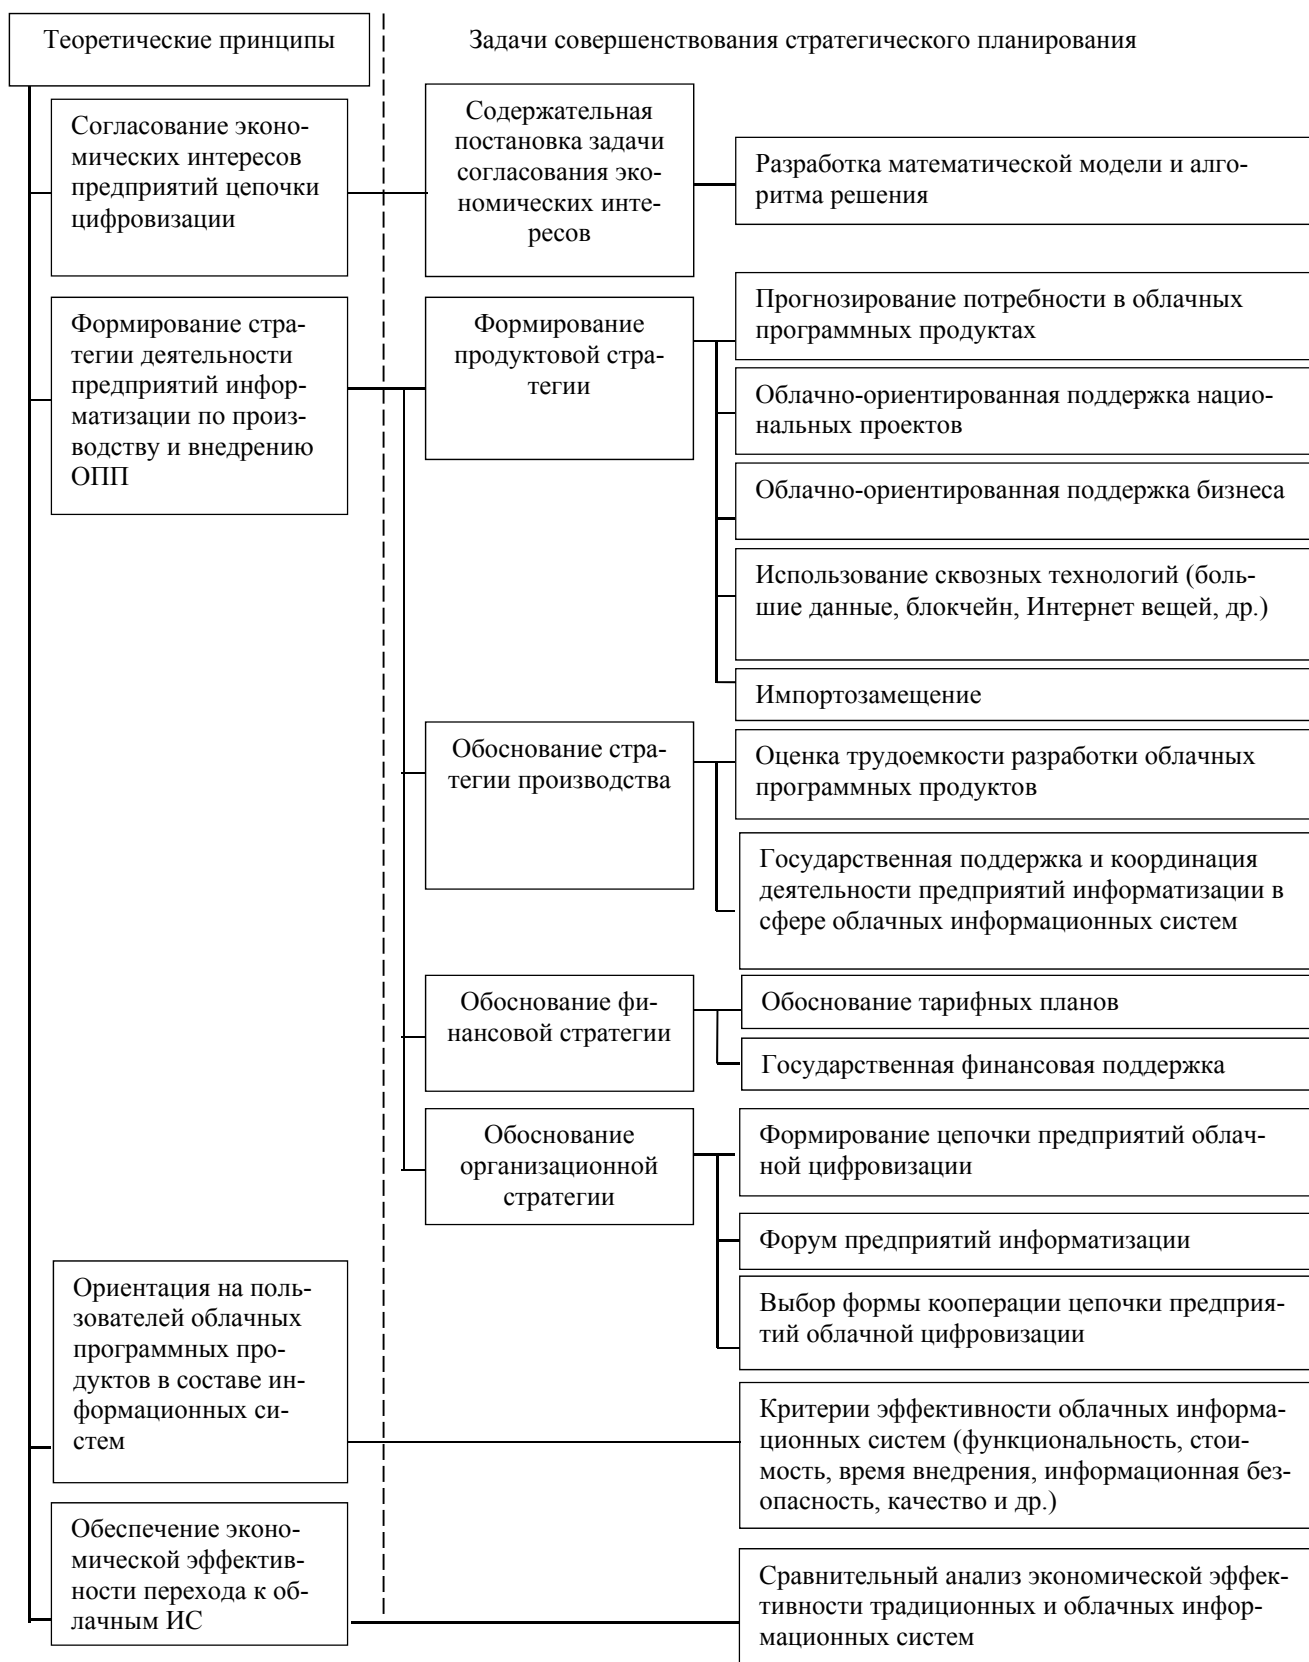 Теоретические принципы
Задачи совершенствования стратегического планирования
Согласование эконо-
мических интересов
предприятий цепочки
цифровизации
Содержательная
постановка задачи
согласования эко-
номических инте-
ресов
Разработка математической модели и алго-
ритма решения
Формирование стра-
тегии деятельности
предприятий инфор-
матизации по произ-
водству и внедрению
ОПП
Формирование
продуктовой стра-
тегии
Прогнозирование потребности в облачных
программных продуктах
Облачно-ориентированная поддержка нацио-
нальных проектов
Облачно-ориентированная поддержка бизнеса
Использование сквозных технологий (боль-
шие данные, блокчейн, Интернет вещей, др.)
Импортозамещение
Обоснование стра-
тегии производства
Оценка трудоемкости разработки облачных
программных продуктов
Государственная поддержка и координация
деятельности предприятий информатизации в
сфере облачных информационных систем
Обоснование фи-
нансовой стратегии
Обоснование тарифных планов
Государственная финансовая поддержка
Обоснование
организационной
стратегии
Формирование цепочки предприятий облач-
ной цифровизации
Форум предприятий информатизации
Выбор формы кооперации цепочки предприя-
тий облачной цифровизации
Ориентация на поль-
зователей облачных
программных про-
дуктов в составе ин-
формационных си-
стем
Критерии эффективности облачных информа-
ционных систем (функциональность, стои-
мость, время внедрения, информационная без-
опасность, качество и др.)
Обеспечение эконо-
мической эффектив-
ности перехода к об-
лачным ИС
Сравнительный анализ экономической эффек-
тивности традиционных и облачных инфор-
мационных систем